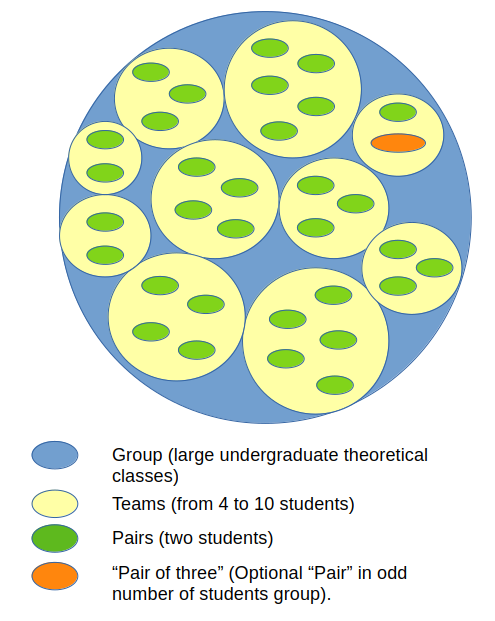 Group (large undergraduate theoretical
classes)
Teams (from 4 to 10 students)
Pairs (two students)
“Pair of three” (Optional “Pair” in odd
number of students group).